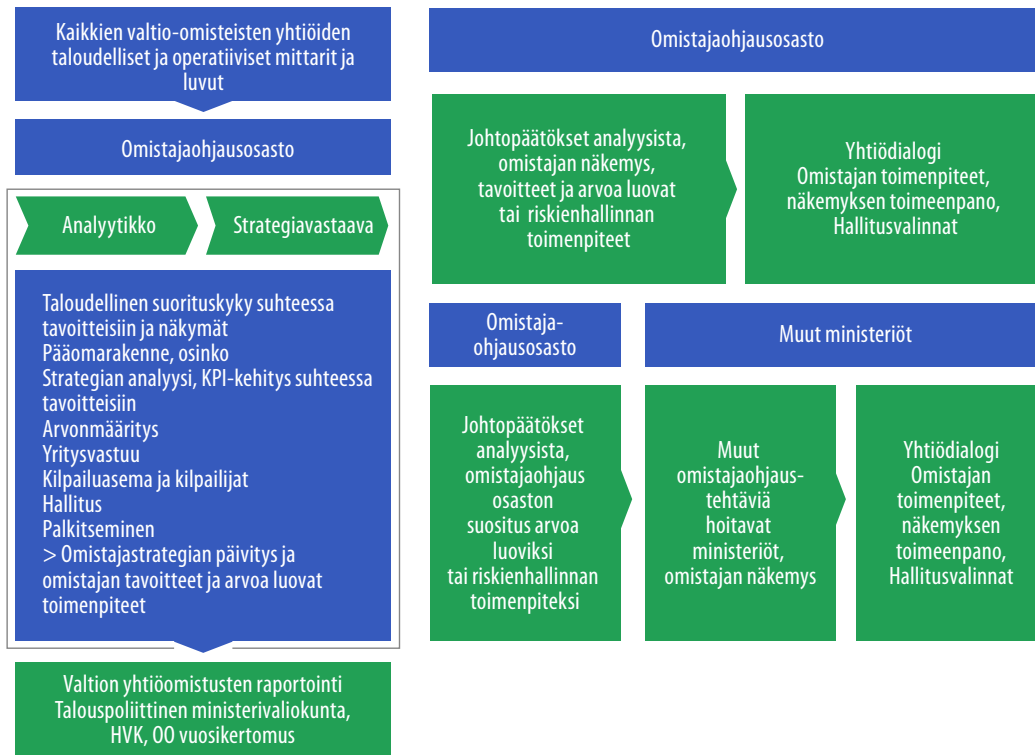 Kaikkien valtio-omisteisten yhtiöiden
taloudelliset ja operatiiviset mittarit ja
luvut
Omistajaohjausosasto
Analyytikko
Strategiavastaava
Taloudellinen suorituskyky suhteessa
tavoitteisiin ja näkymät
Pääomarakenne, osinko
Strategian analyysi, KPI-kehitys suhteessa
tavoitteisiin
Arvonmääritys
Yritysvastuu
Kilpailuasema ja kilpailijat
Hallitus
Palkitseminen
> Omistajastrategian päivitys ja
omistajan tavoitteet ja arvoa luovat
toimenpiteet
Valtion yhtiöomistusten raportointi
Talouspoliittinen ministerivaliokunta,
HVK, OO vuosikertomus
Omistajaohjausosasto
Johtopäätökset analyysista,
omistajan näkemys,
tavoitteet ja arvoa luovat
tai riskienhallinnan
toimenpiteet
Yhtiödialogi
Omistajan toimenpiteet,
näkemyksen toimeenpano,
Hallitusvalinnat
Omistaja-
ohjausosasto
Muut ministeriöt
Johtopäätökset
analyysista,
omistajaohjaus
osaston
suositus arvoa
luoviksi
tai riskienhallinnan
toimenpiteksi
Muut
omistajaohjaus-
tehtäviä
hoitavat
ministeriöt,
omistajan näkemys
Yhtiödialogi
Omistajan
toimenpiteet,
näkemyksen
toimeenpano,
Hallitusvalinnat